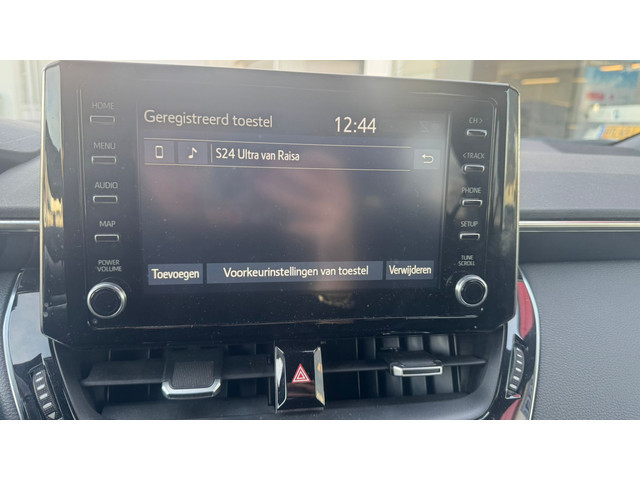 HOME
Geregistreerd toestel
12:44
CH >
MENU
S24 Ultra van Raisa
< TRACK
AUDIO
PHONE
MAP
SETUP
POWER
VOLUME
TUNE
SCROLL
Toevoegen
Voorkeurinstellingen van toestel
Verwijderen